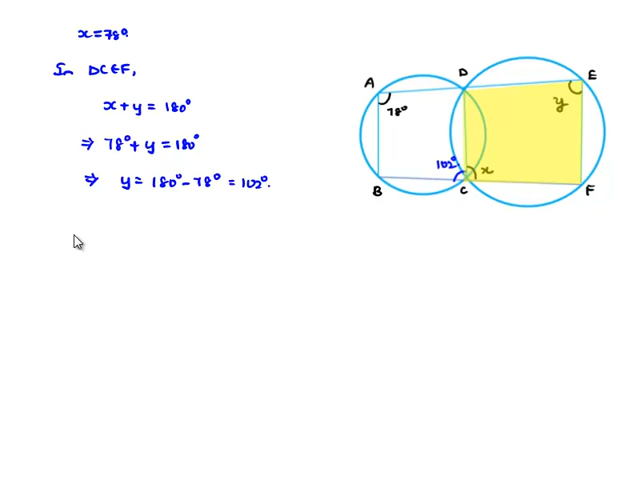 x = 78°.
In DCEF,
x + y = 180°
⇒ 78° + y = 180°
⇒ y = 180° - 78° = 102°.
A
D
E
78°
y
102°
x
B
C
F